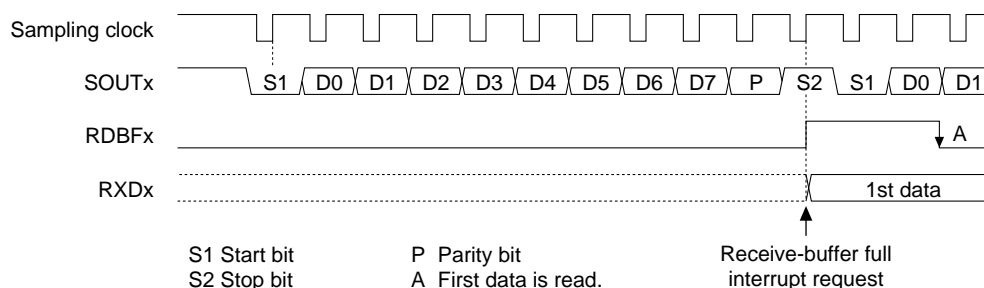 Sampling clock
SOUTx S1 D0 D1 D2 D3 D4 D5 D6 D7 P S2 S1 D0 D1
RDBFx A
RXDx 1st data
S1 Start bit P Parity bit Receive-buffer full
S2 Stop bit A First data is read. interrupt request